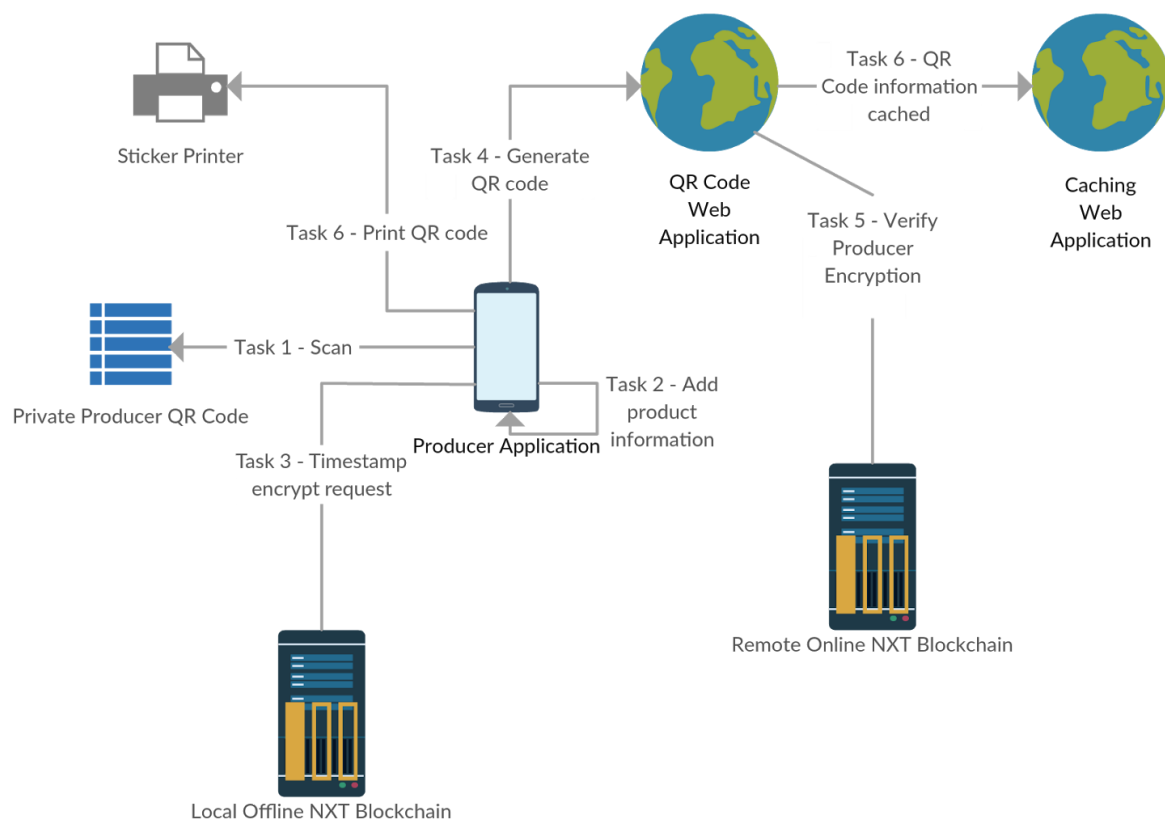 Task 6 - QR
Code information
cached
Sticker Printer
Task 4 - Generate
QR code
QR Code
Web
Application
Caching
Web
Application
Task 5 - Verify
Producer
Encryption
Task 6 - Print QR code
Task 1 - Scan
Private Producer QR Code
Task 2 - Add
product
information
Producer Application
Task 3 - Timestamp
encrypt request
Remote Online NXT Blockchain
Local Offline NXT Blockchain